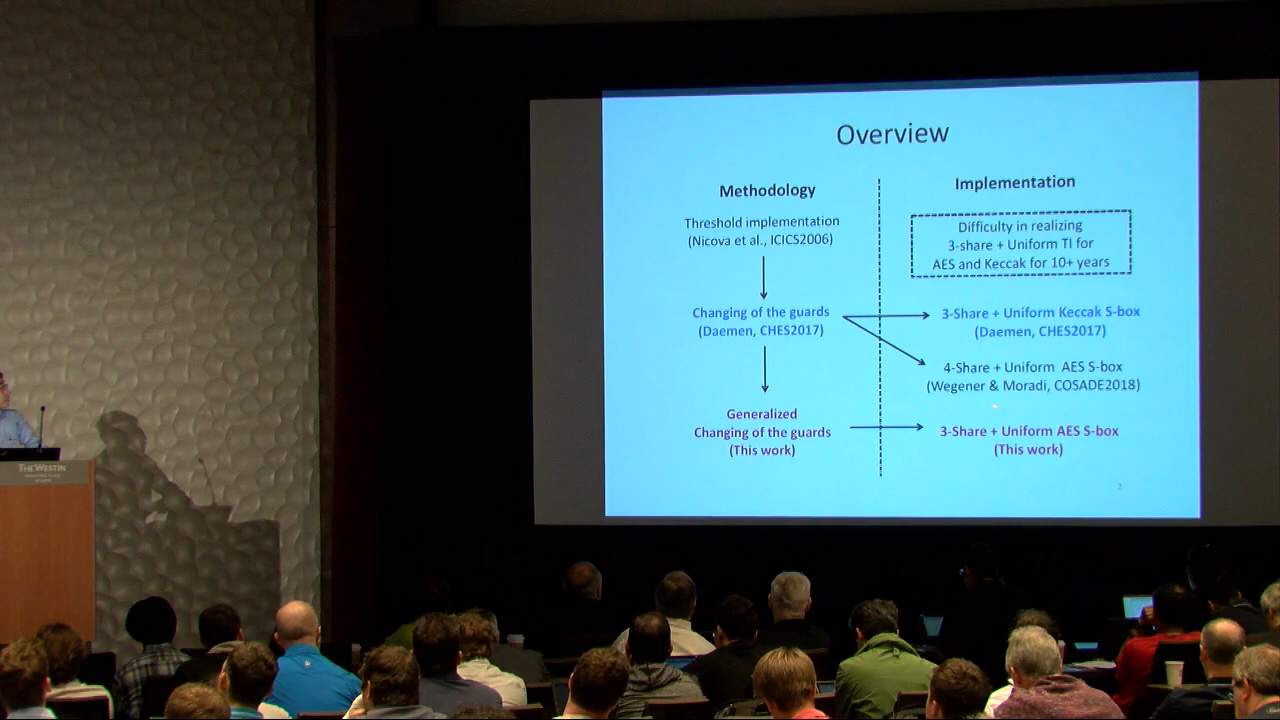 Overview
Methodology
Threshold implementation
(Nicova et al., ICICS2006)
Changing of the guards
(Daemen, CHES2017)
Generalized
Changing of the guards
(This work)
Implementation
Difficulty in realizing
3-share + Uniform TI for
AES and Keccak for 10+ years
3-Share + Uniform Keccak S-box
(Daemen, CHES2017)
4-Share + Uniform AES S-box
(Wegener & Moradi, COSADE2018)
3-Share + Uniform AES S-box
(This work)
2
THE WESTIN